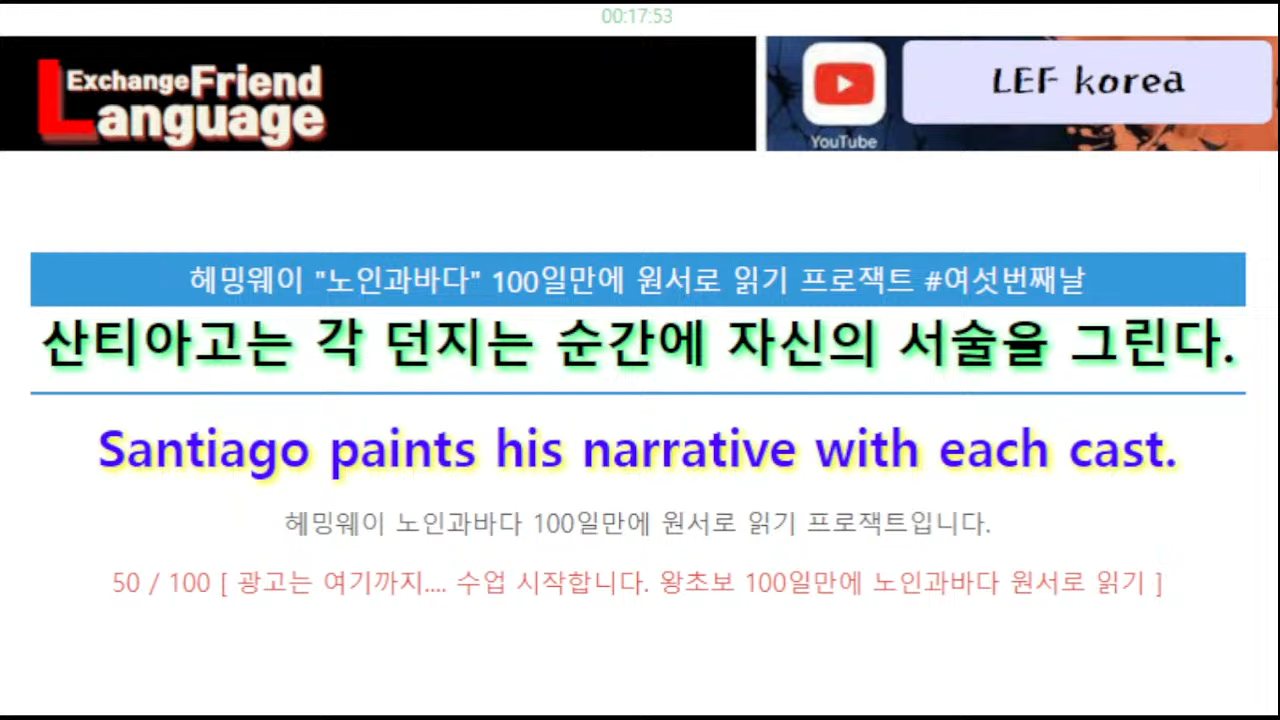 00:17:53
ExchangeFriend
Language
LEF korea
YouTube
헤밍웨이 "노인과바다" 100일만에 원서로 읽기 프로잭트 #여섯번째날
산티아고는 각 던지는 순간에 자신의 서술을 그린다.
Santiago paints his narrative with each cast.
헤밍웨이 노인과바다 100일만에 원서로 읽기 프로잭트입니다.
50 / 100 [ 광고는 여기까지.... 수업 시작합니다. 왕초보 100일만에 노인과바다 원서로 읽기 ]